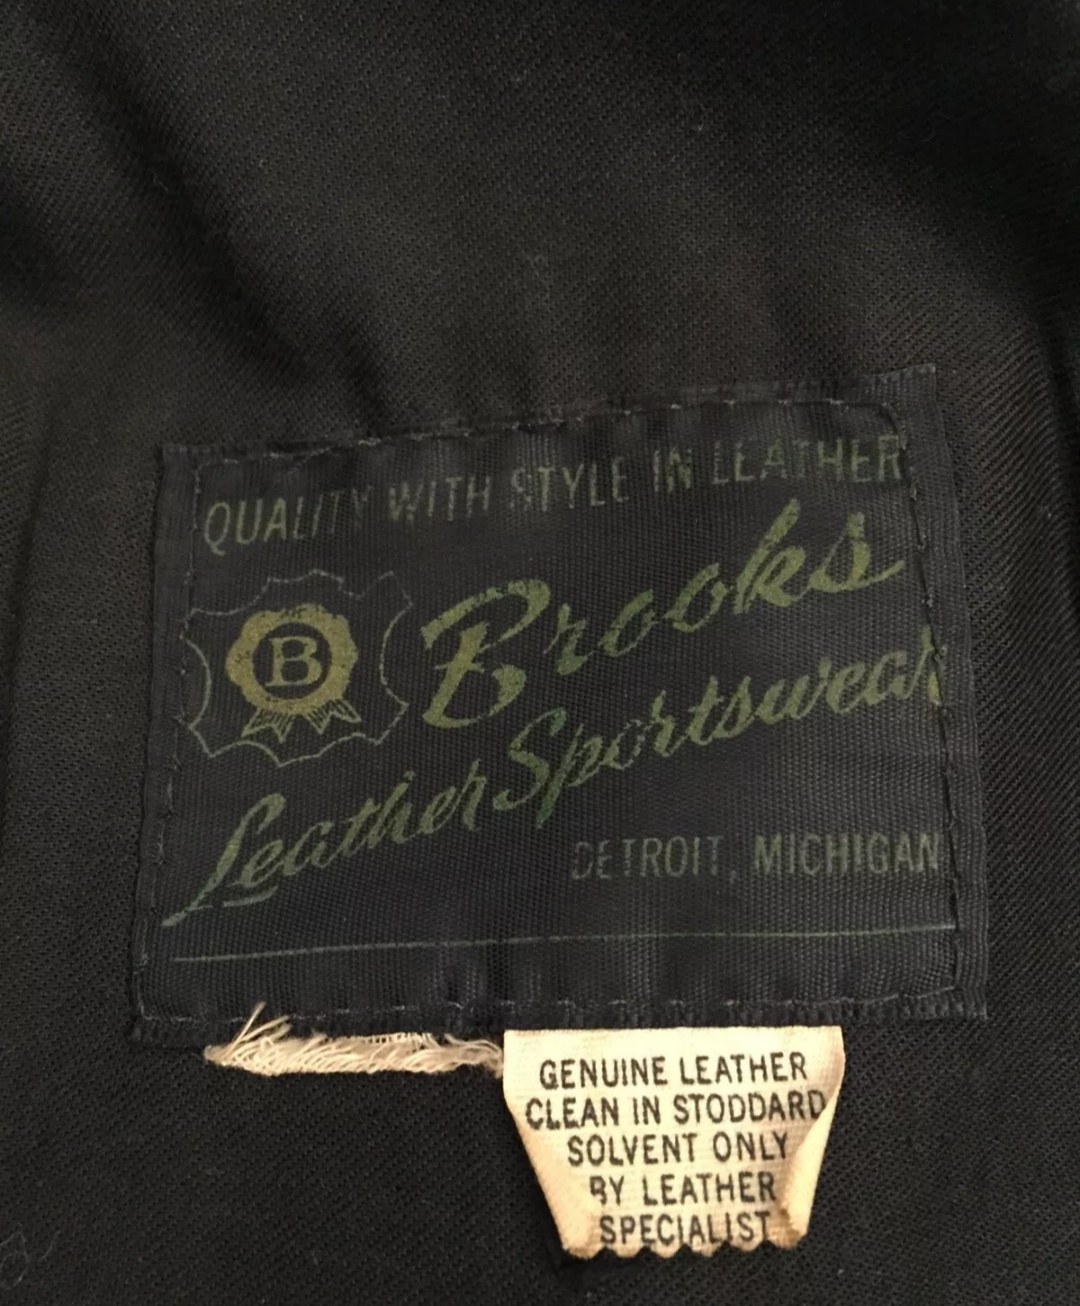 QUALITY WITH STYLE IN LEATHER
B
Brooks
Leather Sportswear
DETROIT, MICHIGAN
GENUINE LEATHER
CLEAN IN STODDARD
SOLVENT ONLY
BY LEATHER
SPECIALIST